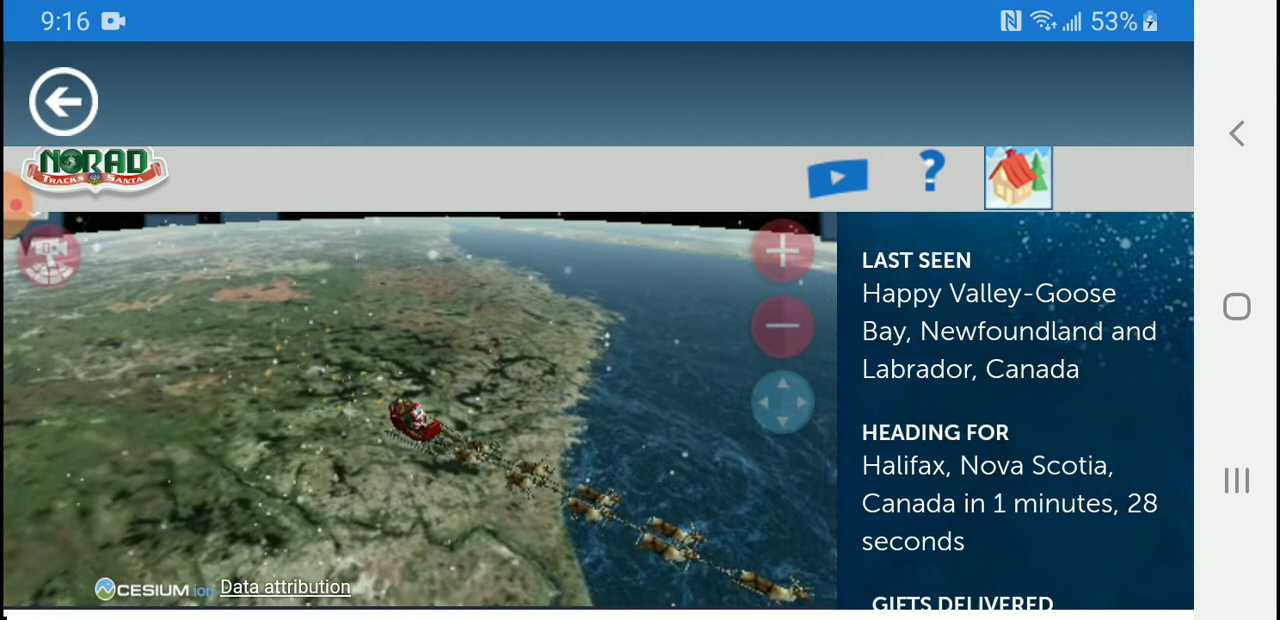 9:16
53%
NORAD
TRACKS SANTA
?
LAST SEEN
Happy Valley-Goose
Bay, Newfoundland and
Labrador, Canada
HEADING FOR
Halifax, Nova Scotia,
Canada in 1 minutes, 28
seconds
GIFTS DELIVERED
CESIUM ion Data attribution